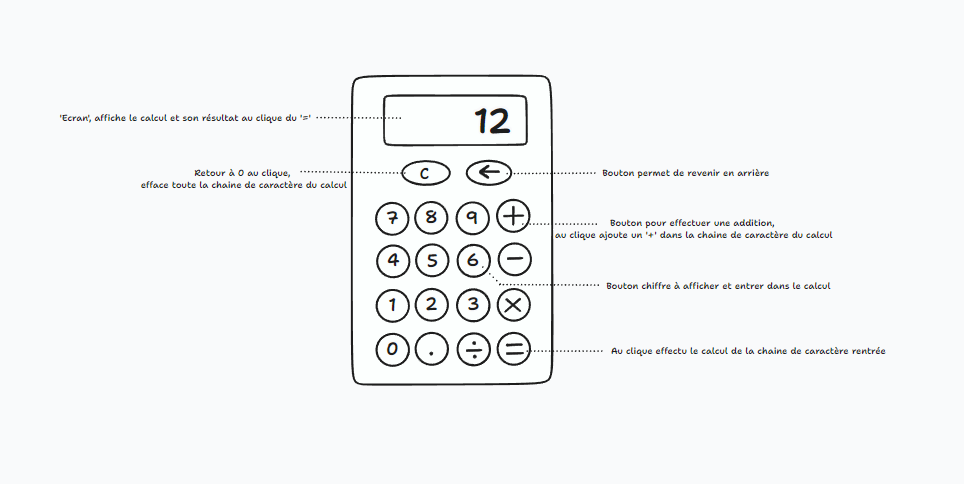 12
'Ecran', affiche le calcul et son résultat au clique du '='
Retour à 0 au clique,
efface toute la chaine de caractère du calcul
C ←
Bouton permet de revenir en arrière
7 8 9 +
Bouton pour effectuer une addition,
au clique ajoute un '+' dans la chaine de caractère du calcul
4 5 6 −
Bouton chiffre à afficher et entrer dans le calcul
1 2 3 ×
0 . ÷ =
Au clique effectu le calcul de la chaine de caractère rentrée